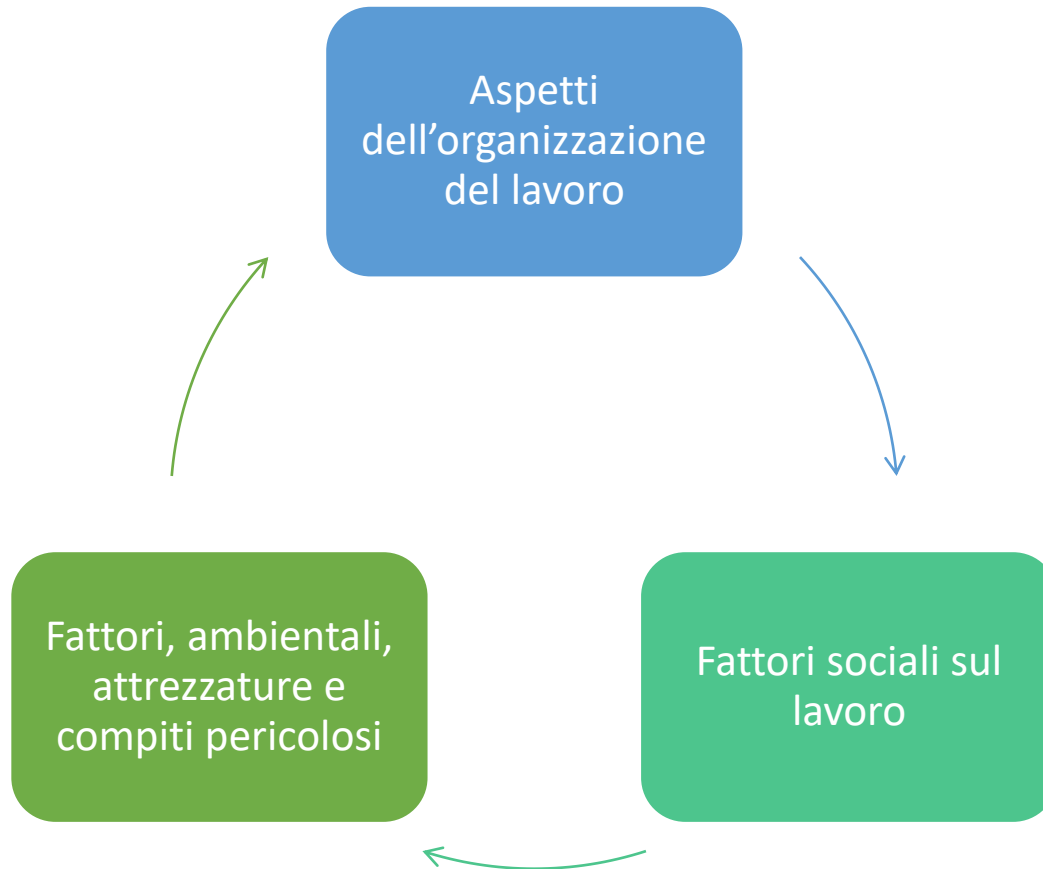 Aspetti
dell’organizzazione
del lavoro
Fattori, ambientali,
attrezzature e
compiti pericolosi
Fattori sociali sul
lavoro